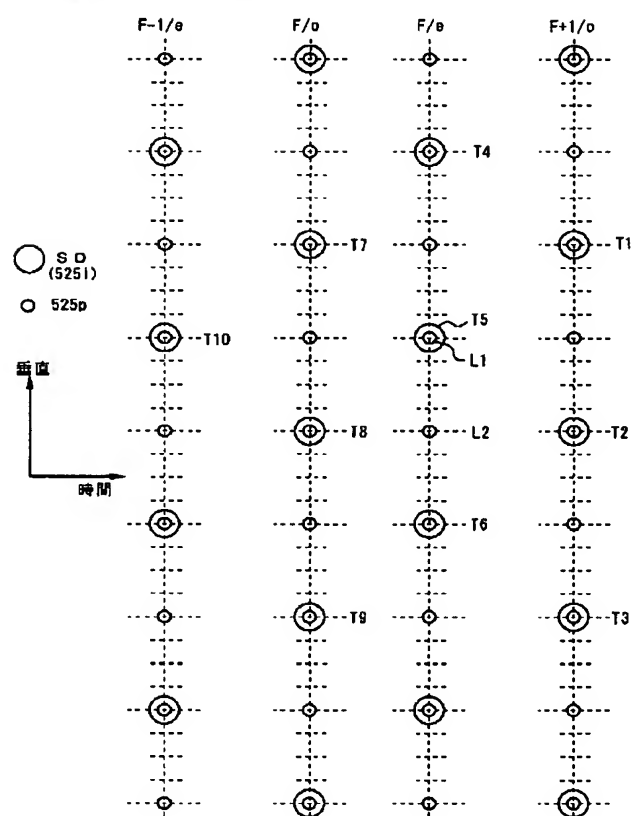 F-1/e F/o F/e F+1/o
T4
T7 T1
SD
(525i)
525p
T5
T10 L1
垂直
T8 L2 T2
時間
T6
T9 T3